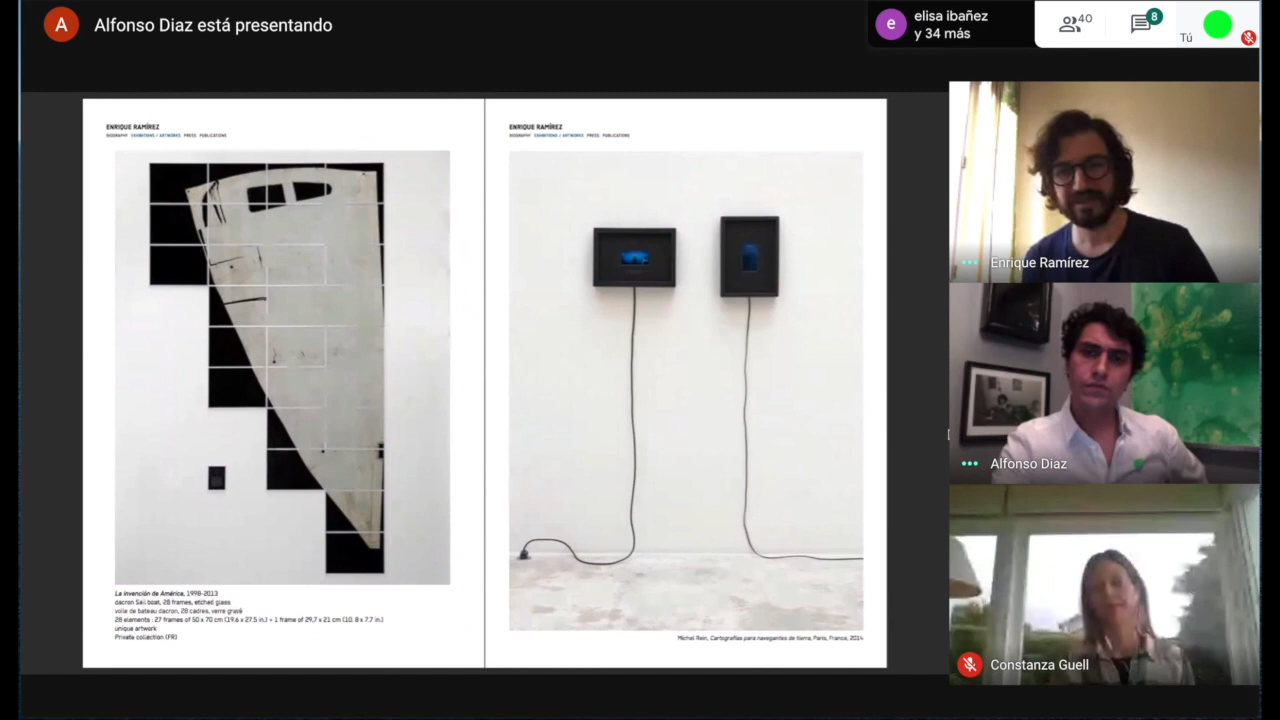 A
Alfonso Diaz está presentando
e
elisa ibañez
y 34 más
40
8
Tú
ENRIQUE RAMÍREZ
BIOGRAPHY EXHIBITIONS / ARTWORKS PRESS PUBLICATIONS
La invención de América, 1998-2013
dacron Sail boat, 28 frames, etched glass
voile de bateau dacron, 28 cadres, verre gravé
28 elements : 27 frames of 50 x 70 cm (19.6 x 27.5 in.) + 1 frame of 29,7 x 21 cm (10. 8 x 7.7 in.)
unique artwork
Private collection (FR)
ENRIQUE RAMÍREZ
BIOGRAPHY EXHIBITIONS / ARTWORKS PRESS PUBLICATIONS
Michel Rein, Cartografías para navegantes de tierra, Paris, France, 2014
Enrique Ramírez
Alfonso Diaz
Constanza Guell